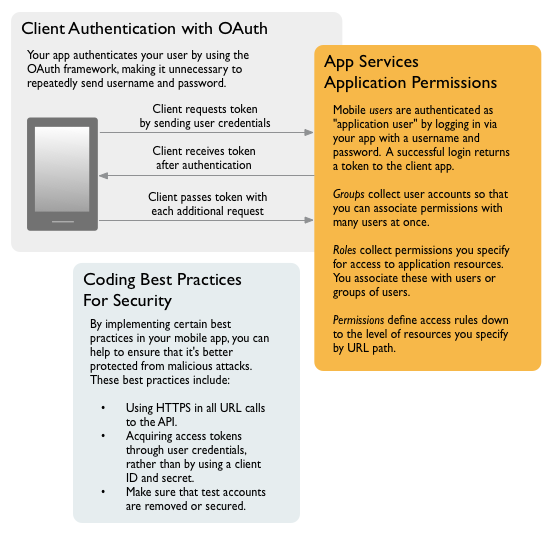 Client Authentication with OAuth
Your app authenticates your user by using the
OAuth framework, making it unnecessary to
repeatedly send username and password.
Client requests token
by sending user credentials
Client receives token
after authentication
Client passes token with
each additional request
App Services
Application Permissions
Mobile users are authenticated as
"application user" by logging in via
your app with a username and
password. A successful login returns
a token to the client app.
Groups collect user accounts so that
you can associate permissions with
many users at once.
Roles collect permissions you specify
for access to application resources.
You associate these with users or
groups of users.
Permissions define access rules down
to the level of resources you specify
by URL path.
Coding Best Practices
For Security
By implementing certain best
practices in your mobile app, you can
help to ensure that it's better
protected from malicious attacks.
These best practices include:
• Using HTTPS in all URL calls
to the API.
• Acquiring access tokens
through user credentials,
rather than by using a client
ID and secret.
• Make sure that test accounts
are removed or secured.